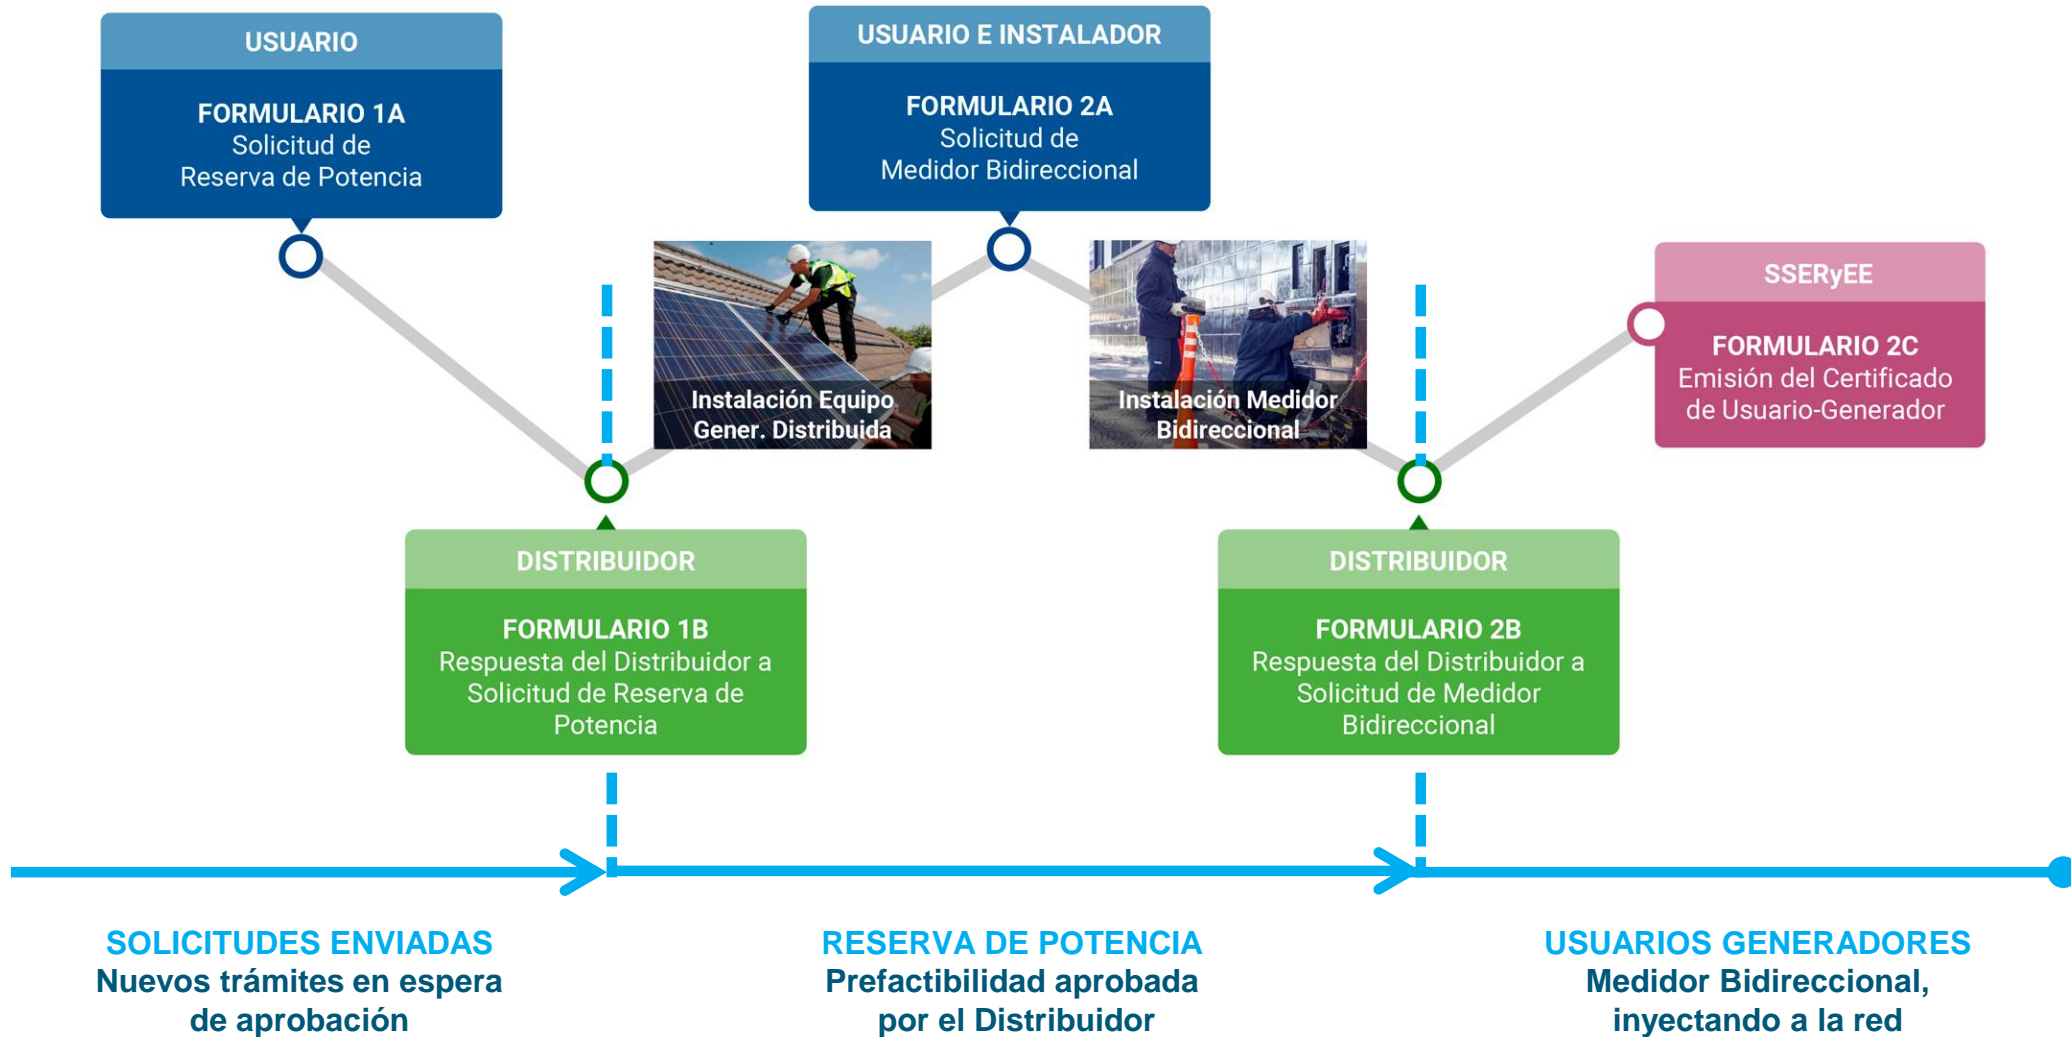 USUARIO
FORMULARIO 1A
Solicitud de
Reserva de Potencia
USUARIO E INSTALADOR
FORMULARIO 2A
Solicitud de
Medidor Bidireccional
Instalación Equipo
Gener. Distribuida
Instalación Medidor
Bidireccional
SSERyEE
FORMULARIO 2C
Emisión del Certificado
de Usuario-Generador
DISTRIBUIDOR
FORMULARIO 1B
Respuesta del Distribuidor a
Solicitud de Reserva de
Potencia
DISTRIBUIDOR
FORMULARIO 2B
Respuesta del Distribuidor a
Solicitud de Medidor
Bidireccional
SOLICITUDES ENVIADAS
Nuevos trámites en espera
de aprobación
RESERVA DE POTENCIA
Prefactibilidad aprobada
por el Distribuidor
USUARIOS GENERADORES
Medidor Bidireccional,
inyectando a la red